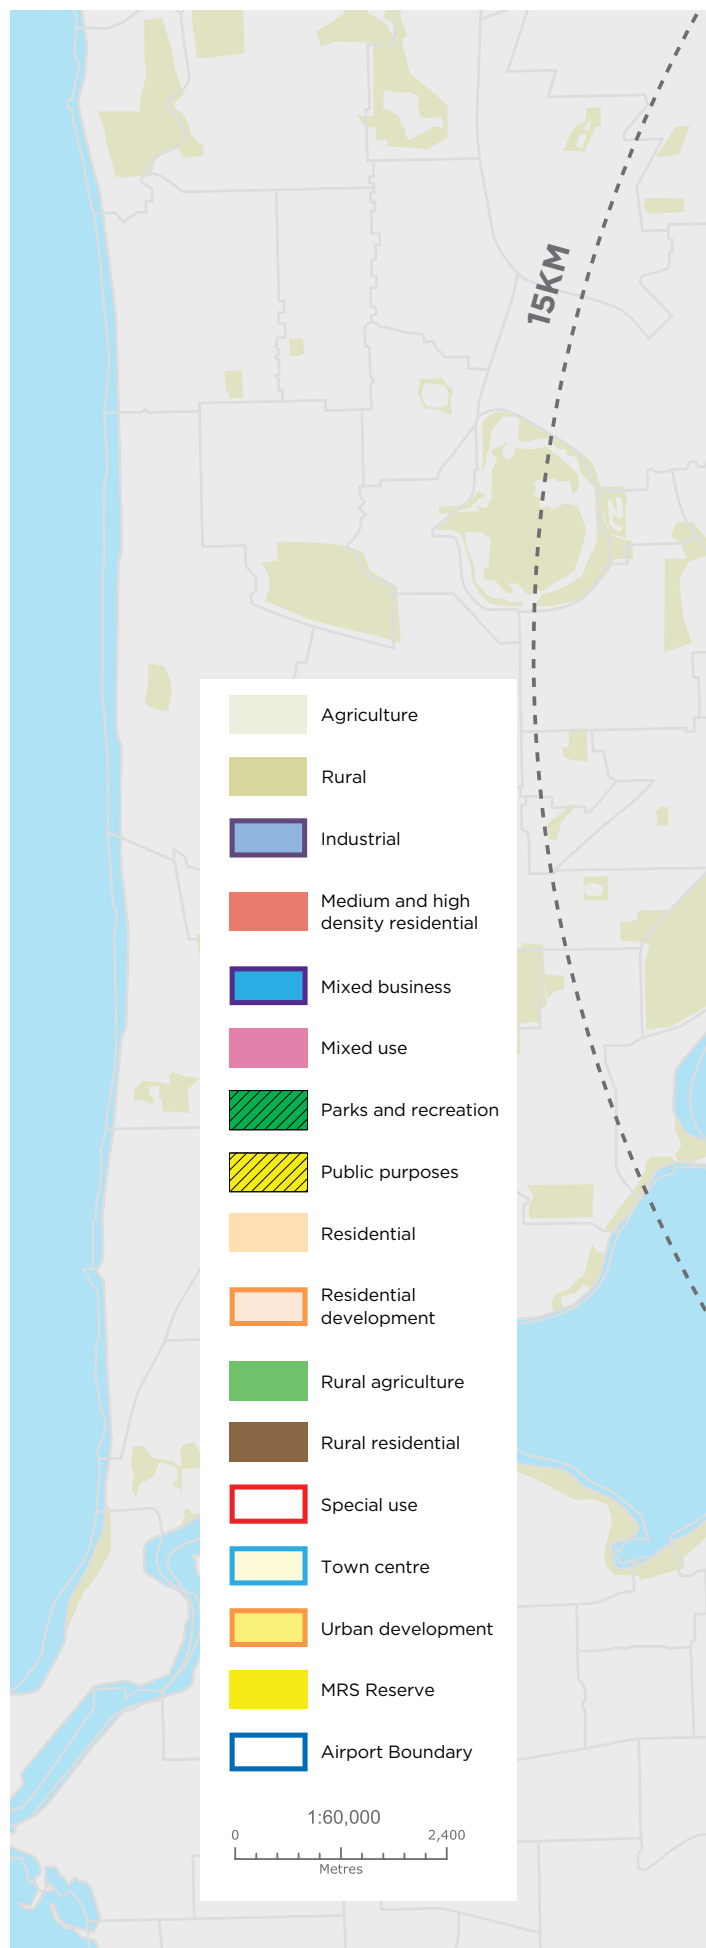 15KM
Agriculture
Rural
Industrial
Medium and high
density residential
Mixed business
Mixed use
Parks and recreation
Public purposes
Residential
Residential
development
Rural agriculture
Rural residential
Special use
Town centre
Urban development
MRS Reserve
Airport Boundary
1:60,000
0 2,400
Metres